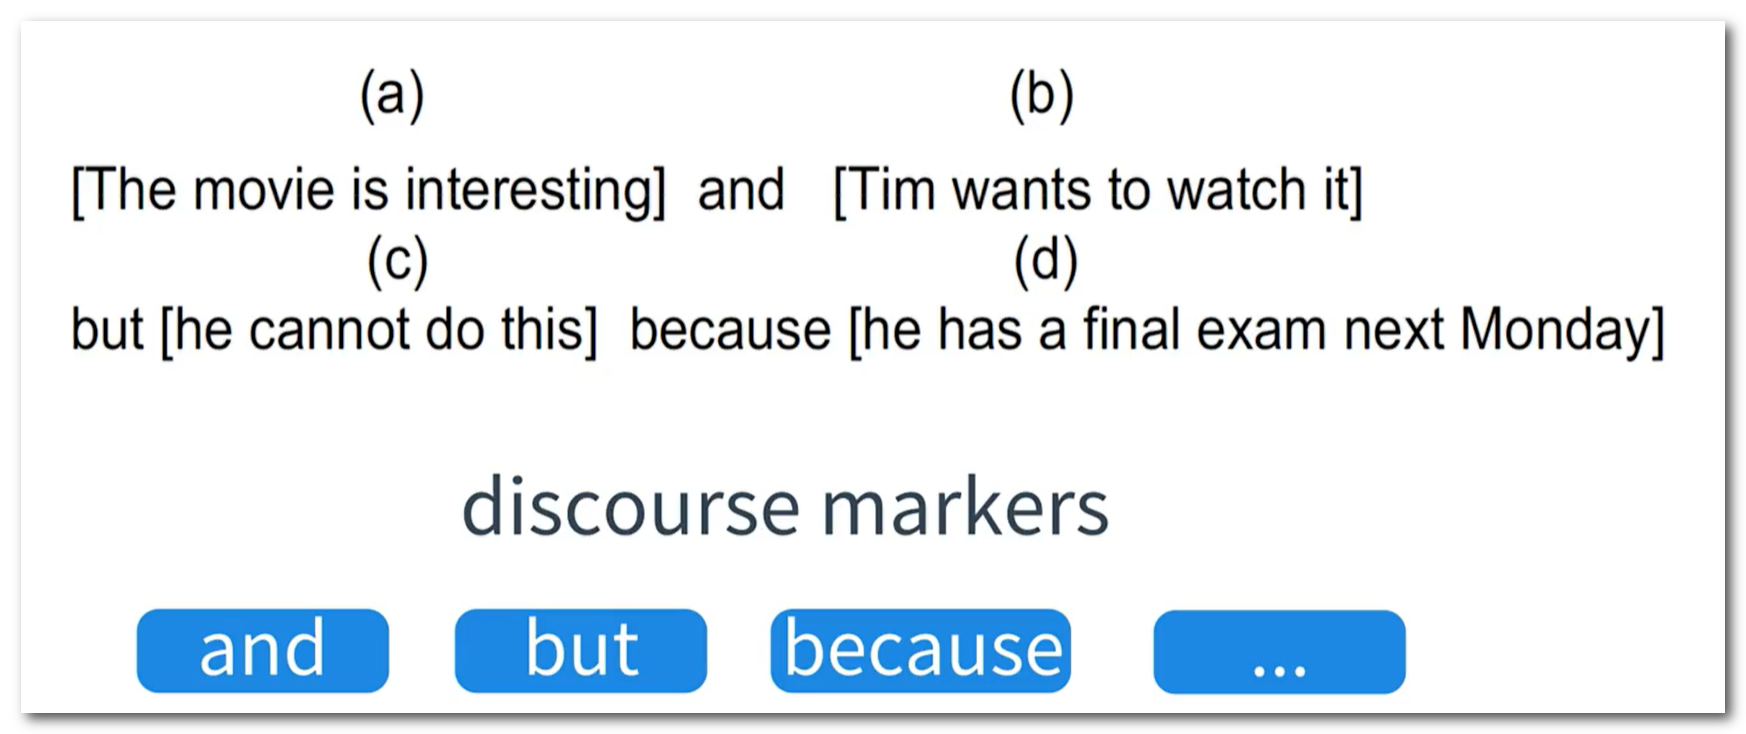 (a) (b)
[The movie is interesting] and [Tim wants to watch it]
(c) (d)
but [he cannot do this] because [he has a final exam next Monday]
discourse markers
and but because ...